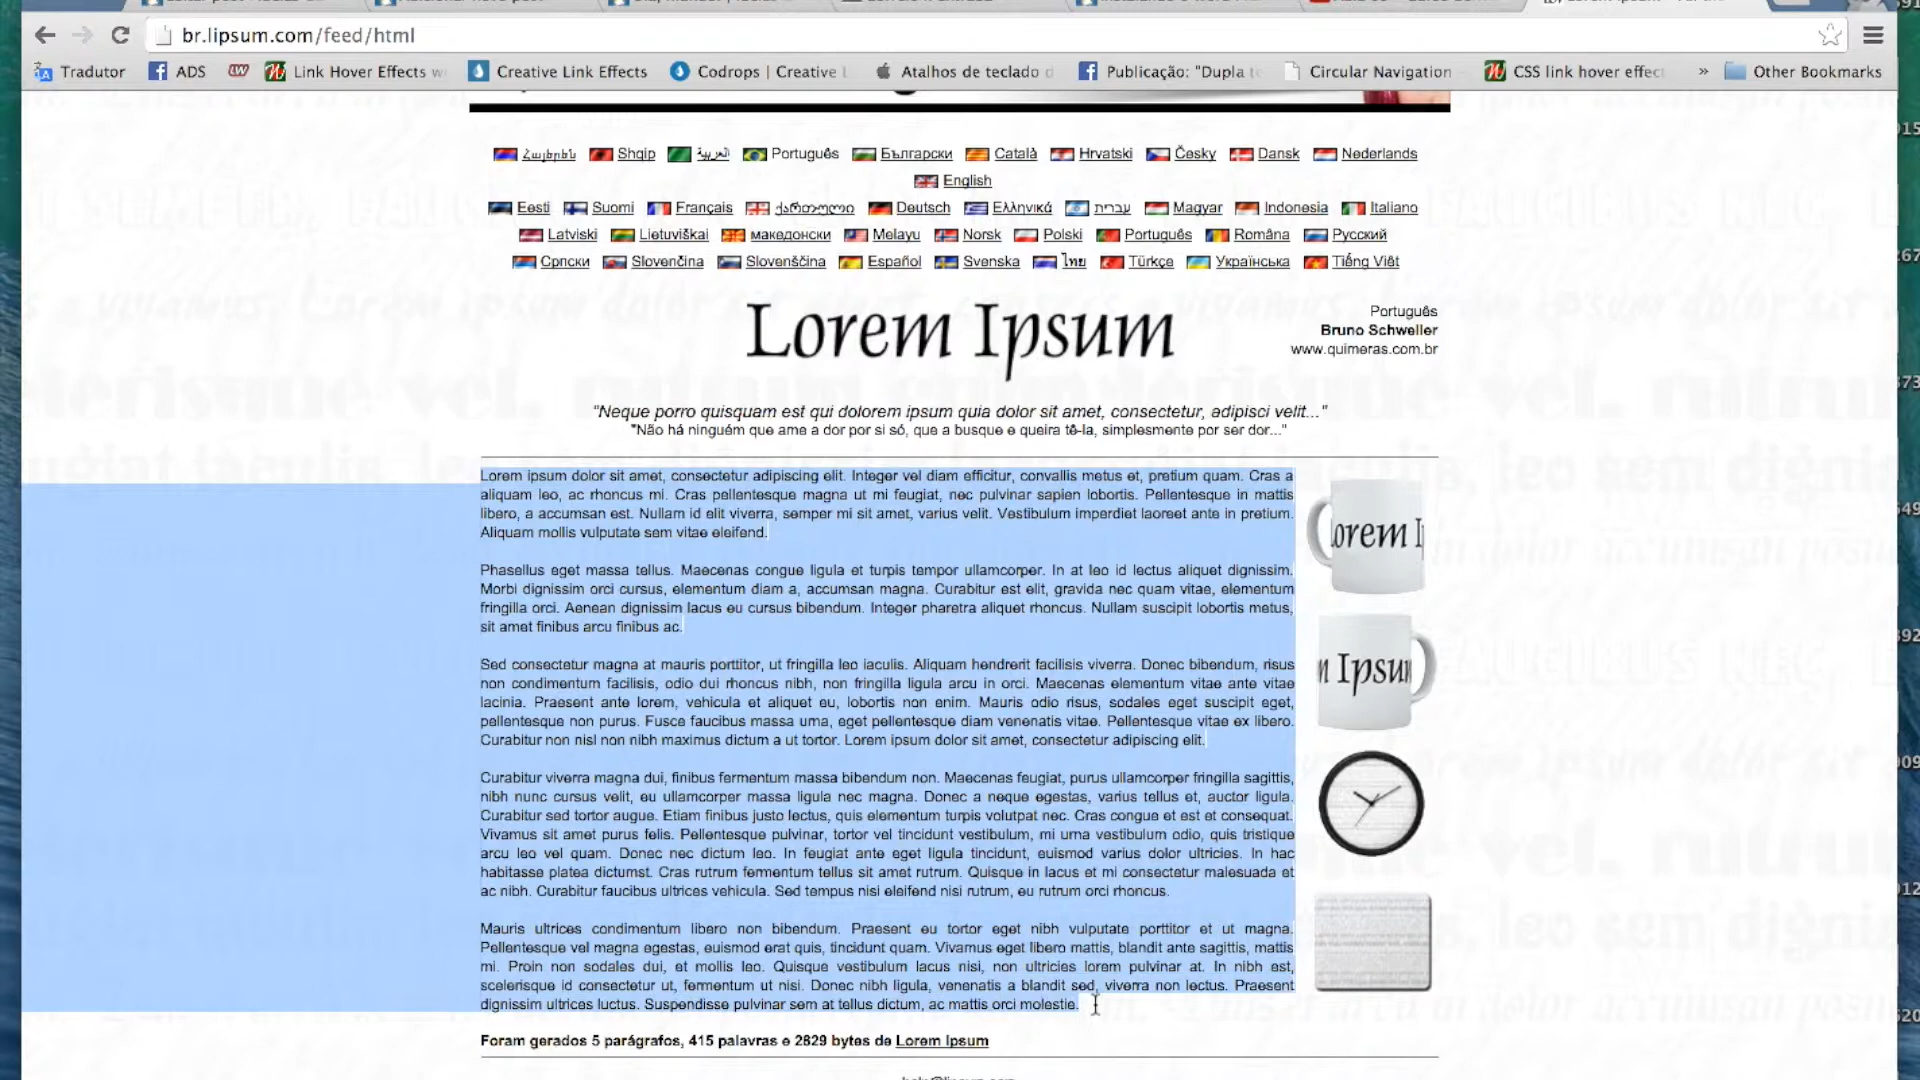 br.lipsum.com/feed/html
Tradutor ADS Link Hover Effects w Creative Link Effects Codrops | Creative L Atalhos de teclado d Publicação: "Dupla te Circular Navigation CSS link hover effect » Other Bookmarks
Հայերեն Shqip العربية Português Български Català Hrvatski Česky Dansk Nederlands
English
Eesti Suomi Français ქართული Deutsch Ελληνικά עברית Magyar Indonesia Italiano
Latviski Lietuviškai македонски Melayu Norsk Polski Português Româna Русский
Српски Slovenčina Slovenščina Español Svenska ไทย Türkçe Українська Tiếng Việt
Lorem Ipsum
Português
Bruno Schweller
www.quimeras.com.br
"Neque porro quisquam est qui dolorem ipsum quia dolor sit amet, consectetur, adipisci velit..."
"Não há ninguém que ame a dor por si só, que a busque e queira tê-la, simplesmente por ser dor..."
Lorem ipsum dolor sit amet, consectetur adipiscing elit. Integer vel diam efficitur, convallis metus et, pretium quam. Cras a
aliquam leo, ac rhoncus mi. Cras pellentesque magna ut mi feugiat, nec pulvinar sapien lobortis. Pellentesque in mattis
libero, a accumsan est. Nullam id elit viverra, semper mi sit amet, varius velit. Vestibulum imperdiet laoreet ante in pretium.
Aliquam mollis vulputate sem vitae eleifend.
Phasellus eget massa tellus. Maecenas congue ligula et turpis tempor ullamcorper. In at leo id lectus aliquet dignissim.
Morbi dignissim orci cursus, elementum diam a, accumsan magna. Curabitur est elit, gravida nec quam vitae, elementum
fringilla orci. Aenean dignissim lacus eu cursus bibendum. Integer pharetra aliquet rhoncus. Nullam suscipit lobortis metus,
sit amet finibus arcu finibus ac.
Sed consectetur magna at mauris porttitor, ut fringilla leo iaculis. Aliquam hendrerit facilisis viverra. Donec bibendum, risus
non condimentum facilisis, odio dui rhoncus nibh, non fringilla ligula arcu in orci. Maecenas elementum vitae ante vitae
lacinia. Praesent ante lorem, vehicula et aliquet eu, lobortis non enim. Mauris odio risus, sodales eget suscipit eget,
pellentesque non purus. Fusce faucibus massa urna, eget pellentesque diam venenatis vitae. Pellentesque vitae ex libero.
Curabitur non nisl non nibh maximus dictum a ut tortor. Lorem ipsum dolor sit amet, consectetur adipiscing elit.
Curabitur viverra magna dui, finibus fermentum massa bibendum non. Maecenas feugiat, purus ullamcorper fringilla sagittis,
nibh nunc cursus velit, eu ullamcorper massa ligula nec magna. Donec a neque egestas, varius tellus et, auctor ligula.
Curabitur sed tortor augue. Etiam finibus justo lectus, quis elementum turpis volutpat nec. Cras congue et est et consequat.
Vivamus sit amet purus felis. Pellentesque pulvinar, tortor vel tincidunt vestibulum, mi urna vestibulum odio, quis tristique
arcu leo vel quam. Donec nec dictum leo. In feugiat ante eget ligula tincidunt, euismod varius dolor ultricies. In hac
habitasse platea dictumst. Cras rutrum fermentum tellus sit amet rutrum. Quisque in lacus et mi consectetur malesuada et
ac nibh. Curabitur faucibus ultrices vehicula. Sed tempus nisi eleifend nisi rutrum, eu rutrum orci rhoncus.
Mauris ultrices condimentum libero non bibendum. Praesent eu tortor eget nibh vulputate porttitor et ut magna.
Pellentesque vel magna egestas, euismod erat quis, tincidunt quam. Vivamus eget libero mattis, blandit ante sagittis, mattis
mi. Proin non sodales dui, et mollis leo. Quisque vestibulum lacus nisi, non ultricies lorem pulvinar at. In nibh est,
scelerisque id consectetur ut, fermentum ut nisi. Donec nibh ligula, venenatis a blandit sed, viverra non lectus. Praesent
dignissim ultrices luctus. Suspendisse pulvinar sem at tellus dictum, ac mattis orci molestie.
Foram gerados 5 parágrafos, 415 palavras e 2829 bytes de Lorem Ipsum
orem I
m Ipsum